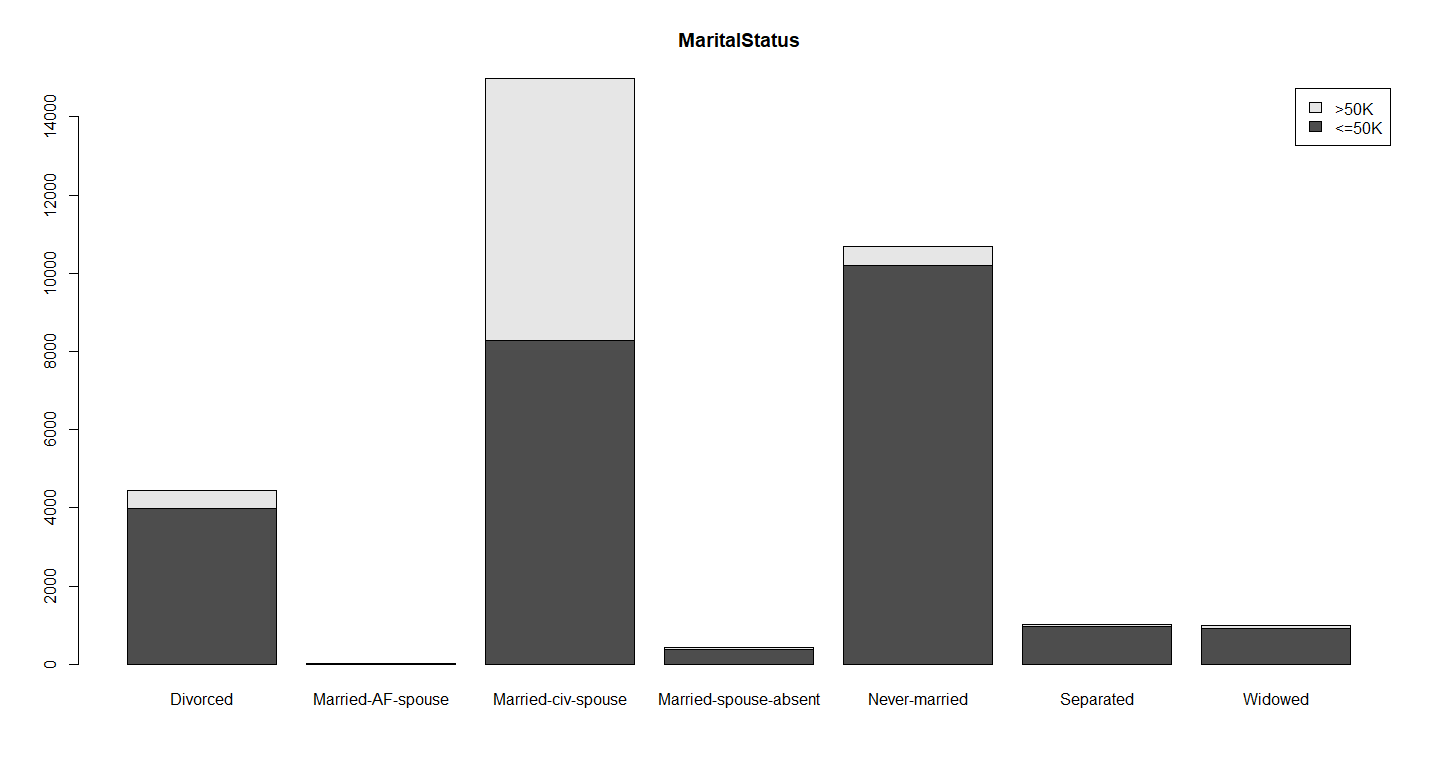 MaritalStatus
>50K
<=50K
14000
12000
10000
8000
6000
4000
2000
0
Divorced Married-AF-spouse Married-civ-spouse Married-spouse-absent Never-married Separated Widowed